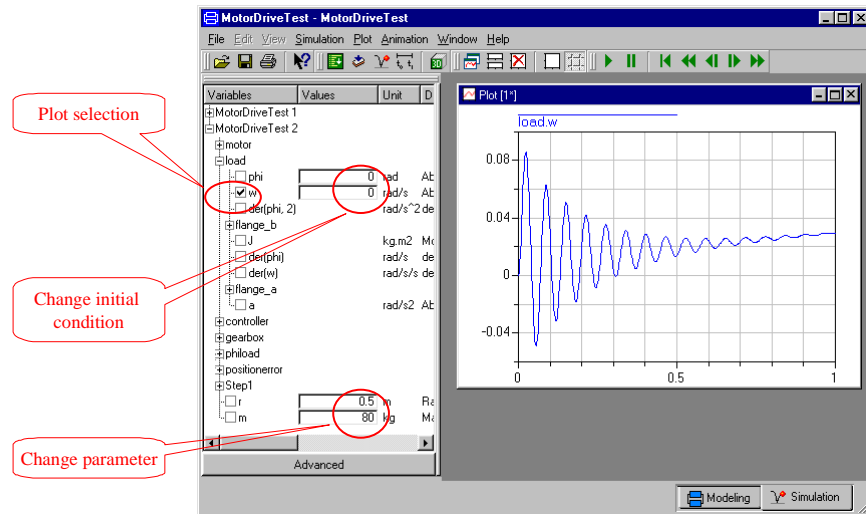 MotorDriveTest - MotorDriveTest
File Edit View Simulation Plot Animation Window Help
3D
Variables Values Unit D
MotorDriveTest 1
MotorDriveTest 2
motor
load
phi 0 rad Ab
w 0 rad/s Ab
der(phi, 2) rad/s^2 de
flange_b
J kg.m2 Mo
der(phi) rad/s de
der(w) rad/s/s de
flange_a
a rad/s2 Ab
controller
gearbox
phiload
positionerror
Step1
r 0.5 m Ra
m 80 kg Ma
Advanced
Plot selection
Change initial
condition
Change parameter
Plot [1*]
load.w
0.08
0.04
0
-0.04
0 0.5 1
Modeling Simulation